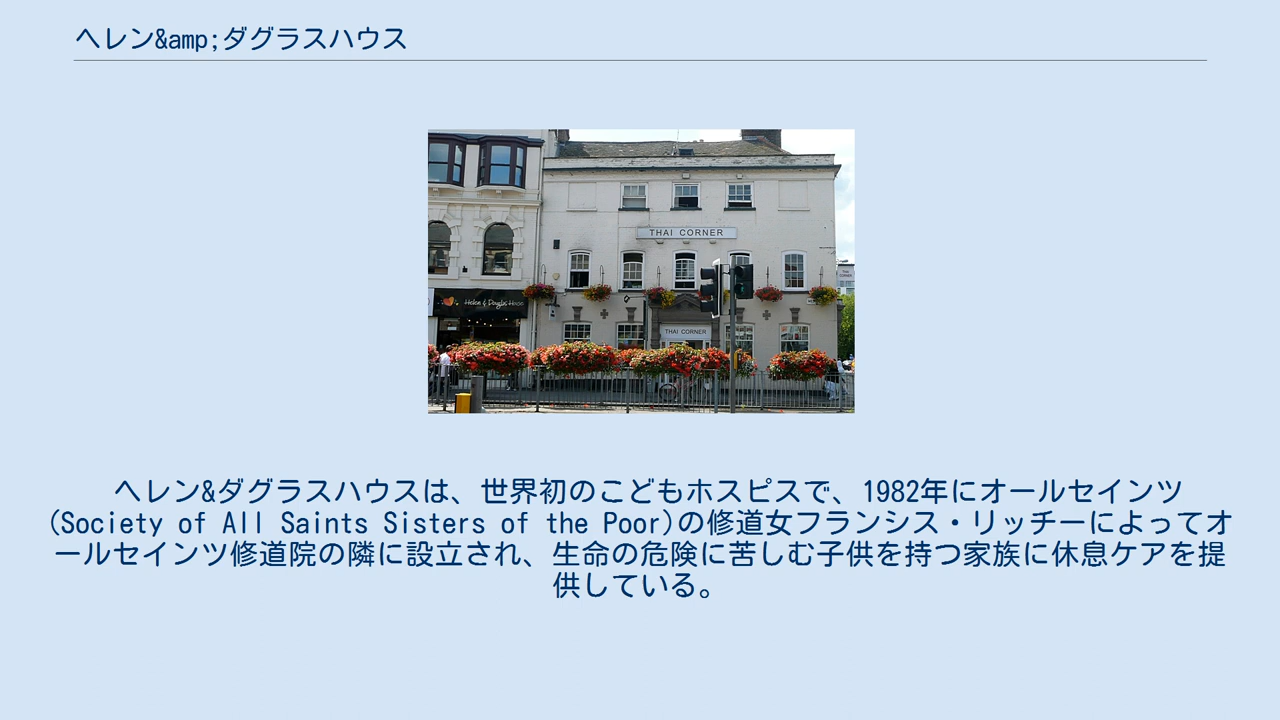 ヘレン&amp;ダグラスハウス
THAI CORNER
Helen & Douglas House
THAI CORNER
ヘレン&ダグラスハウスは、世界初のこどもホスピスで、1982年にオールセインツ
(Society of All Saints Sisters of the Poor)の修道女フランシス・リッチーによってオ
ールセインツ修道院の隣に設立され、生命の危険に苦しむ子供を持つ家族に休息ケアを提
供している。